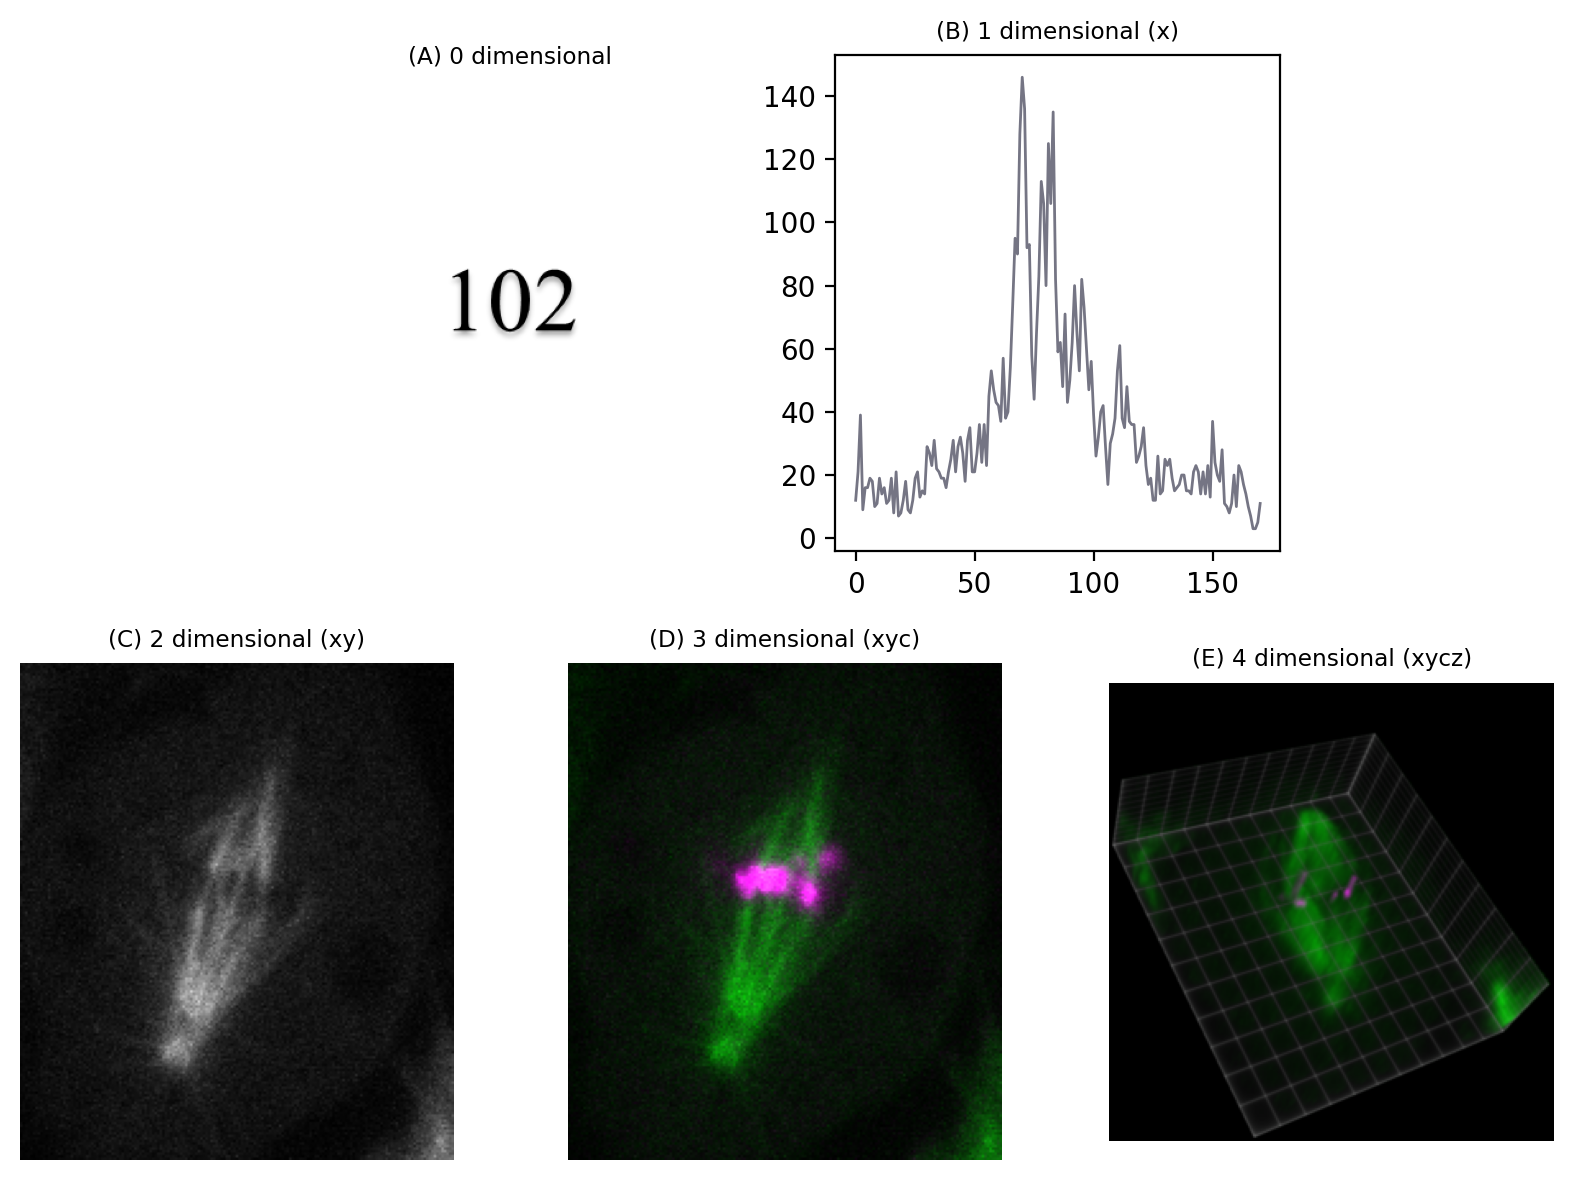 (A) 0 dimensional
102
(B) 1 dimensional (x)
140
120
100
80
60
40
20
0
0 50 100 150
(C) 2 dimensional (xy)
(D) 3 dimensional (xyc)
(E) 4 dimensional (xycz)